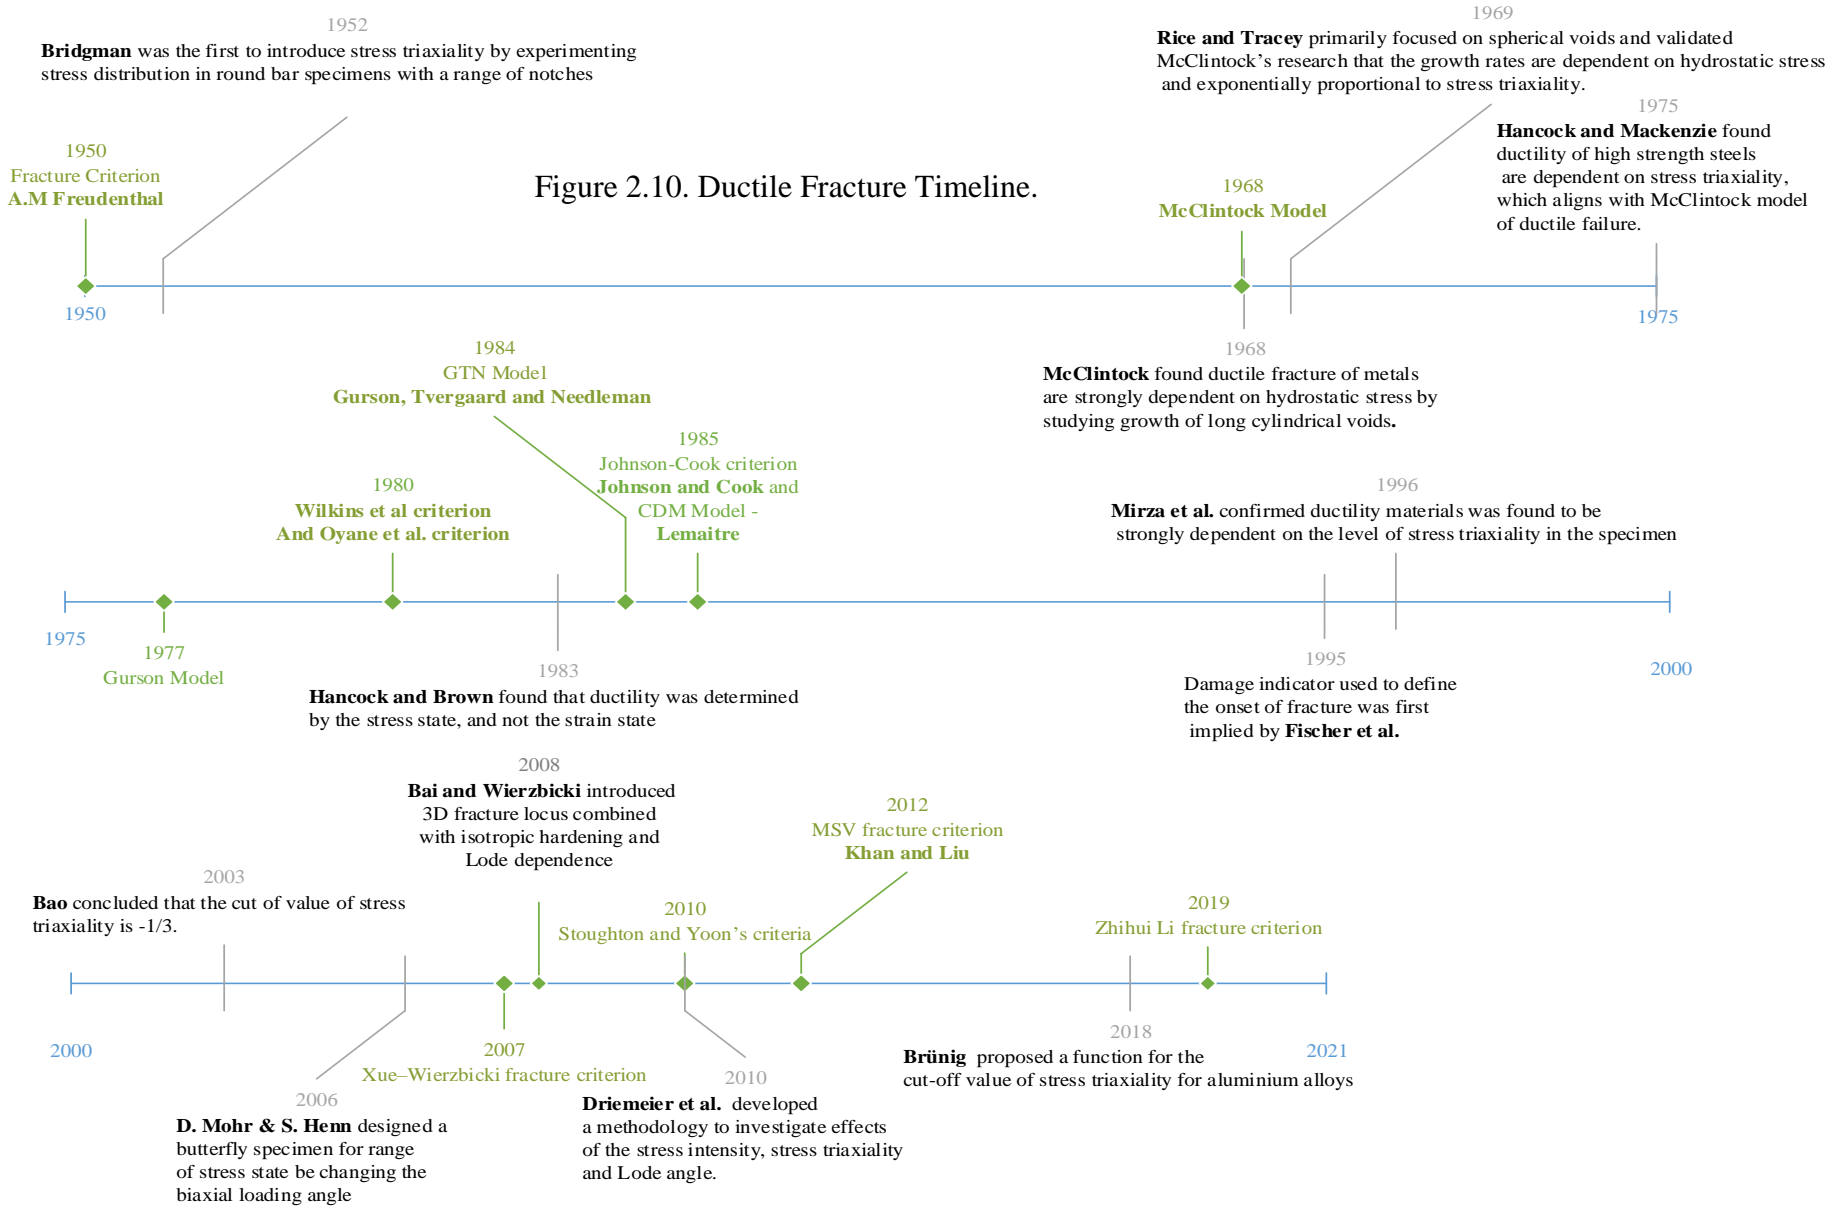 1952
Bridgman was the first to introduce stress triaxiality by experimenting
stress distribution in round bar specimens with a range of notches
1969
Rice and Tracey primarily focused on spherical voids and validated
McClintock's research that the growth rates are dependent on hydrostatic stress
and exponentially proportional to stress triaxiality.
1975
Hancock and Mackenzie found
ductility of high strength steels
are dependent on stress triaxiality,
which aligns with McClintock model
of ductile failure.
1950
Fracture Criterion
A.M Freudenthal
Figure 2.10. Ductile Fracture Timeline.
1968
McClintock Model
1950
1975
1968
McClintock found ductile fracture of metals
are strongly dependent on hydrostatic stress by
studying growth of long cylindrical voids.
1984
GTN Model
Gurson, Tvergaard and Needleman
1985
Johnson-Cook criterion
Johnson and Cook and
CDM Model -
Lemaitre
1980
Wilkins et al criterion
And Oyane et al. criterion
1996
Mirza et al. confirmed ductility materials was found to be
strongly dependent on the level of stress triaxiality in the specimen
1975
1977
Gurson Model
1983
Hancock and Brown found that ductility was determined
by the stress state, and not the strain state
1995
Damage indicator used to define
the onset of fracture was first
implied by Fischer et al.
2000
2008
Bai and Wierzbicki introduced
3D fracture locus combined
with isotropic hardening and
Lode dependence
2012
MSV fracture criterion
Khan and Liu
2003
Bao concluded that the cut of value of stress
triaxiality is -1/3.
2010
Stoughton and Yoon's criteria
2019
Zhihui Li fracture criterion
2000
2006
D. Mohr & S. Henn designed a
butterfly specimen for range
of stress state be changing the
biaxial loading angle
2007
Xue–Wierzbicki fracture criterion
2010
Driemeier et al. developed
a methodology to investigate effects
of the stress intensity, stress triaxiality
and Lode angle.
2018
Brünig proposed a function for the
cut-off value of stress triaxiality for aluminium alloys
2021